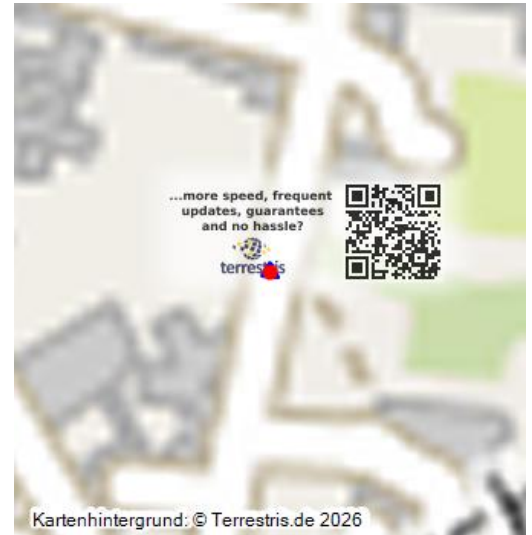 ...more speed, frequent
updates, guarantees
and no hassle?
terrestris
Kartenhintergrund: © Terrestris.de 2026